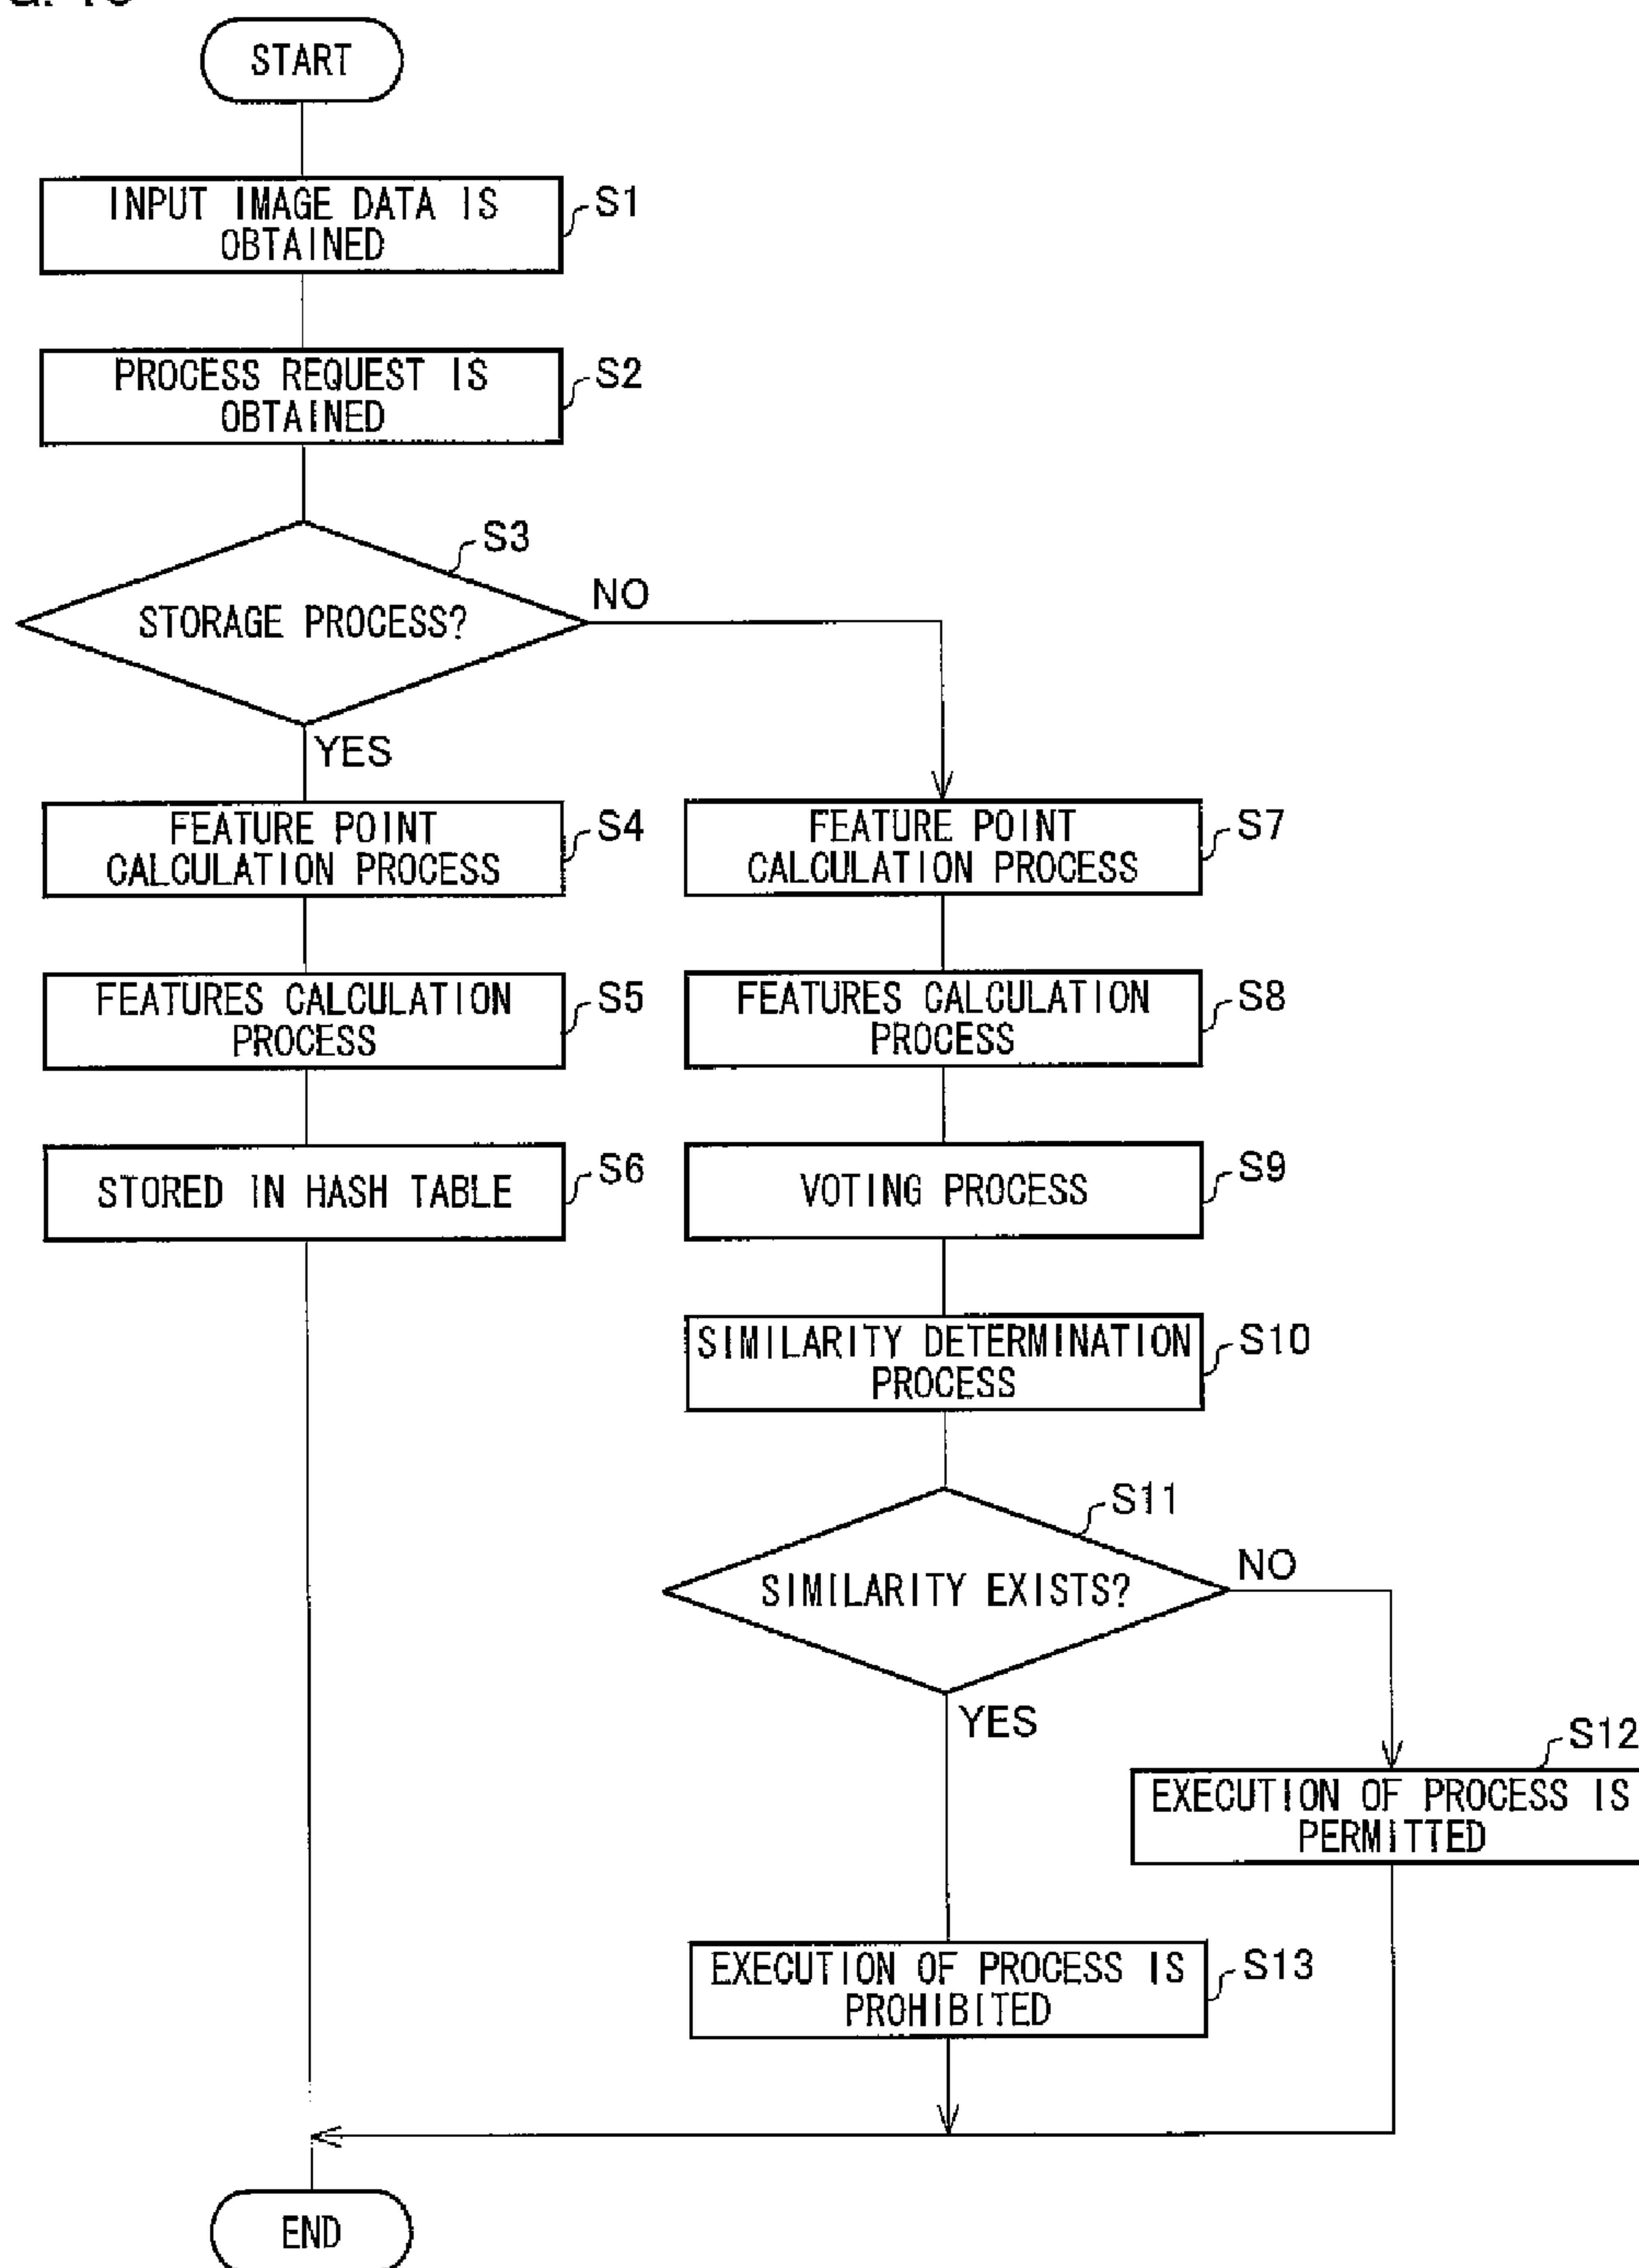 START
INPUT IMAGE DATA IS
OBTAINED
S1
PROCESS REQUEST IS
OBTAINED
S2
S3
STORAGE PROCESS?
NO
YES
FEATURE POINT
CALCULATION PROCESS
S4
FEATURES CALCULATION
PROCESS
S5
STORED IN HASH TABLE
S6
FEATURE POINT
CALCULATION PROCESS
S7
FEATURES CALCULATION
PROCESS
S8
VOTING PROCESS
S9
SIMILARITY DETERMINATION
PROCESS
S10
S11
SIMILARITY EXISTS?
NO
YES
S12
EXECUTION OF PROCESS IS
PERMITTED
EXECUTION OF PROCESS IS
PROHIBITED
S13
END